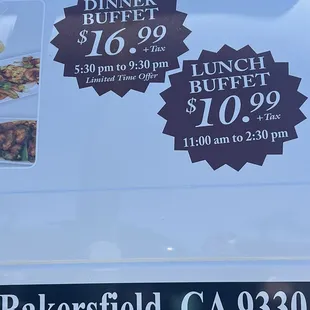 DINNER
BUFFET
$16.99
+Tax
5:30 pm to 9:30 pm
Limited Time Offer
LUNCH
BUFFET
$10.99
+Tax
11:00 am to 2:30 pm
Bakersfield, CA 9330